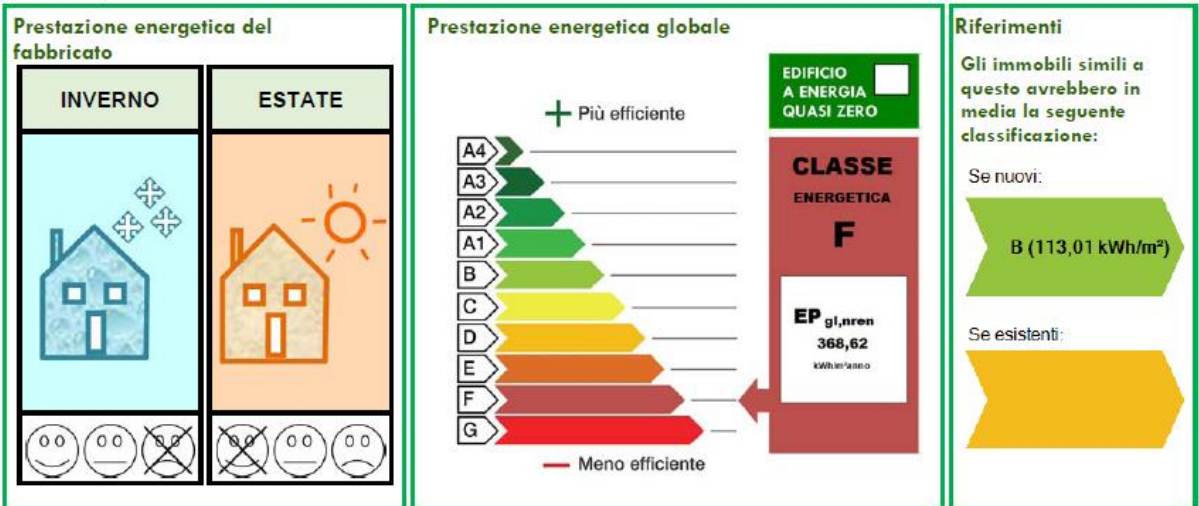 Prestazione energetica del
fabbricato
INVERNO
ESTATE
Prestazione energetica globale
Più efficiente
A4
A3
A2
A1
B
C
D
E
F
G
Meno efficiente
EDIFICIO
A ENERGIA
QUASI ZERO
CLASSE
ENERGETICA
F
EP gl,nren
368,62
kWh/m²anno
Riferimenti
Gli immobili simili a
questo avrebbero in
media la seguente
classificazione:
Se nuovi:
B (113,01 kWh/m²)
Se esistenti: